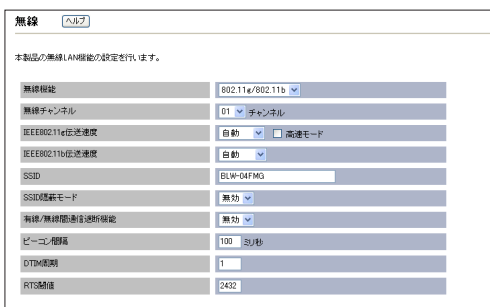 無線 ヘルプ
本製品の無線LAN機能の設定を行います。
無線機能 802.11g/802.11b
無線チャンネル 01 チャンネル
IEEE802.11g伝送速度 自動 高速モード
IEEE802.11b伝送速度 自動
SSID BLW-04FMG
SSID隠蔽モード 無効
有線/無線間通信遮断機能 無効
ビーコン間隔 100 ミリ秒
DTIM周期 1
RTS閾値 2432